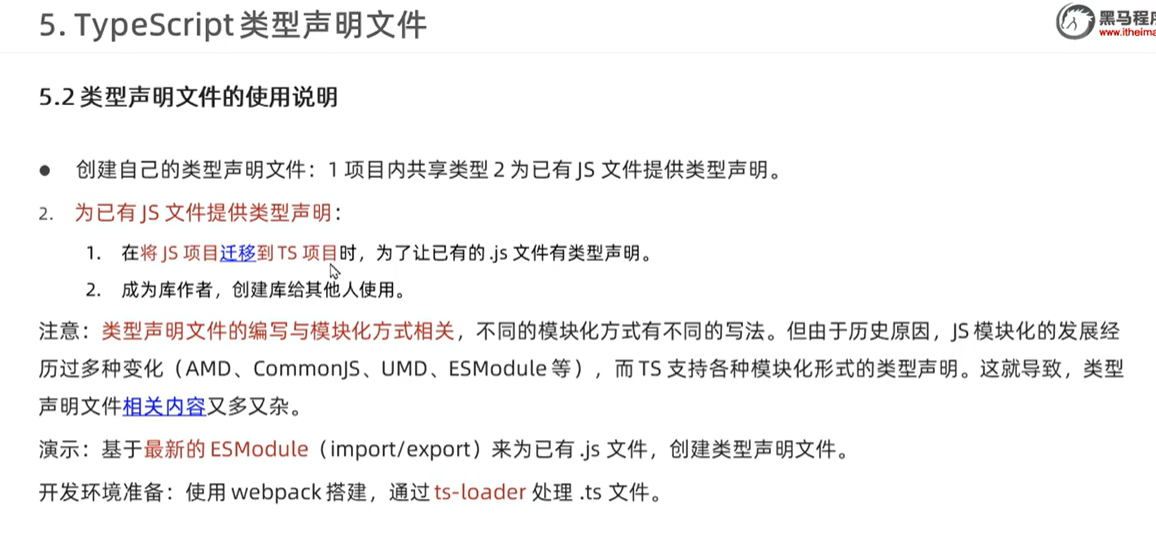 5. TypeScript 类型声明文件
黑马程序
www.itheima
5.2 类型声明文件的使用说明
● 创建自己的类型声明文件：1 项目内共享类型 2 为已有 JS 文件提供类型声明。
2. 为已有 JS 文件提供类型声明：
1. 在将 JS 项目迁移到 TS 项目时，为了让已有的 .js 文件有类型声明。
2. 成为库作者，创建库给其他人使用。
注意：类型声明文件的编写与模块化方式相关，不同的模块化方式有不同的写法。但由于历史原因，JS 模块化的发展经
历过多种变化（AMD、CommonJS、UMD、ESModule 等），而 TS 支持各种模块化形式的类型声明。这就导致，类型
声明文件相关内容又多又杂。
演示：基于最新的 ESModule（import/export）来为已有 .js 文件，创建类型声明文件。
开发环境准备：使用 webpack 搭建，通过 ts-loader 处理 .ts 文件。